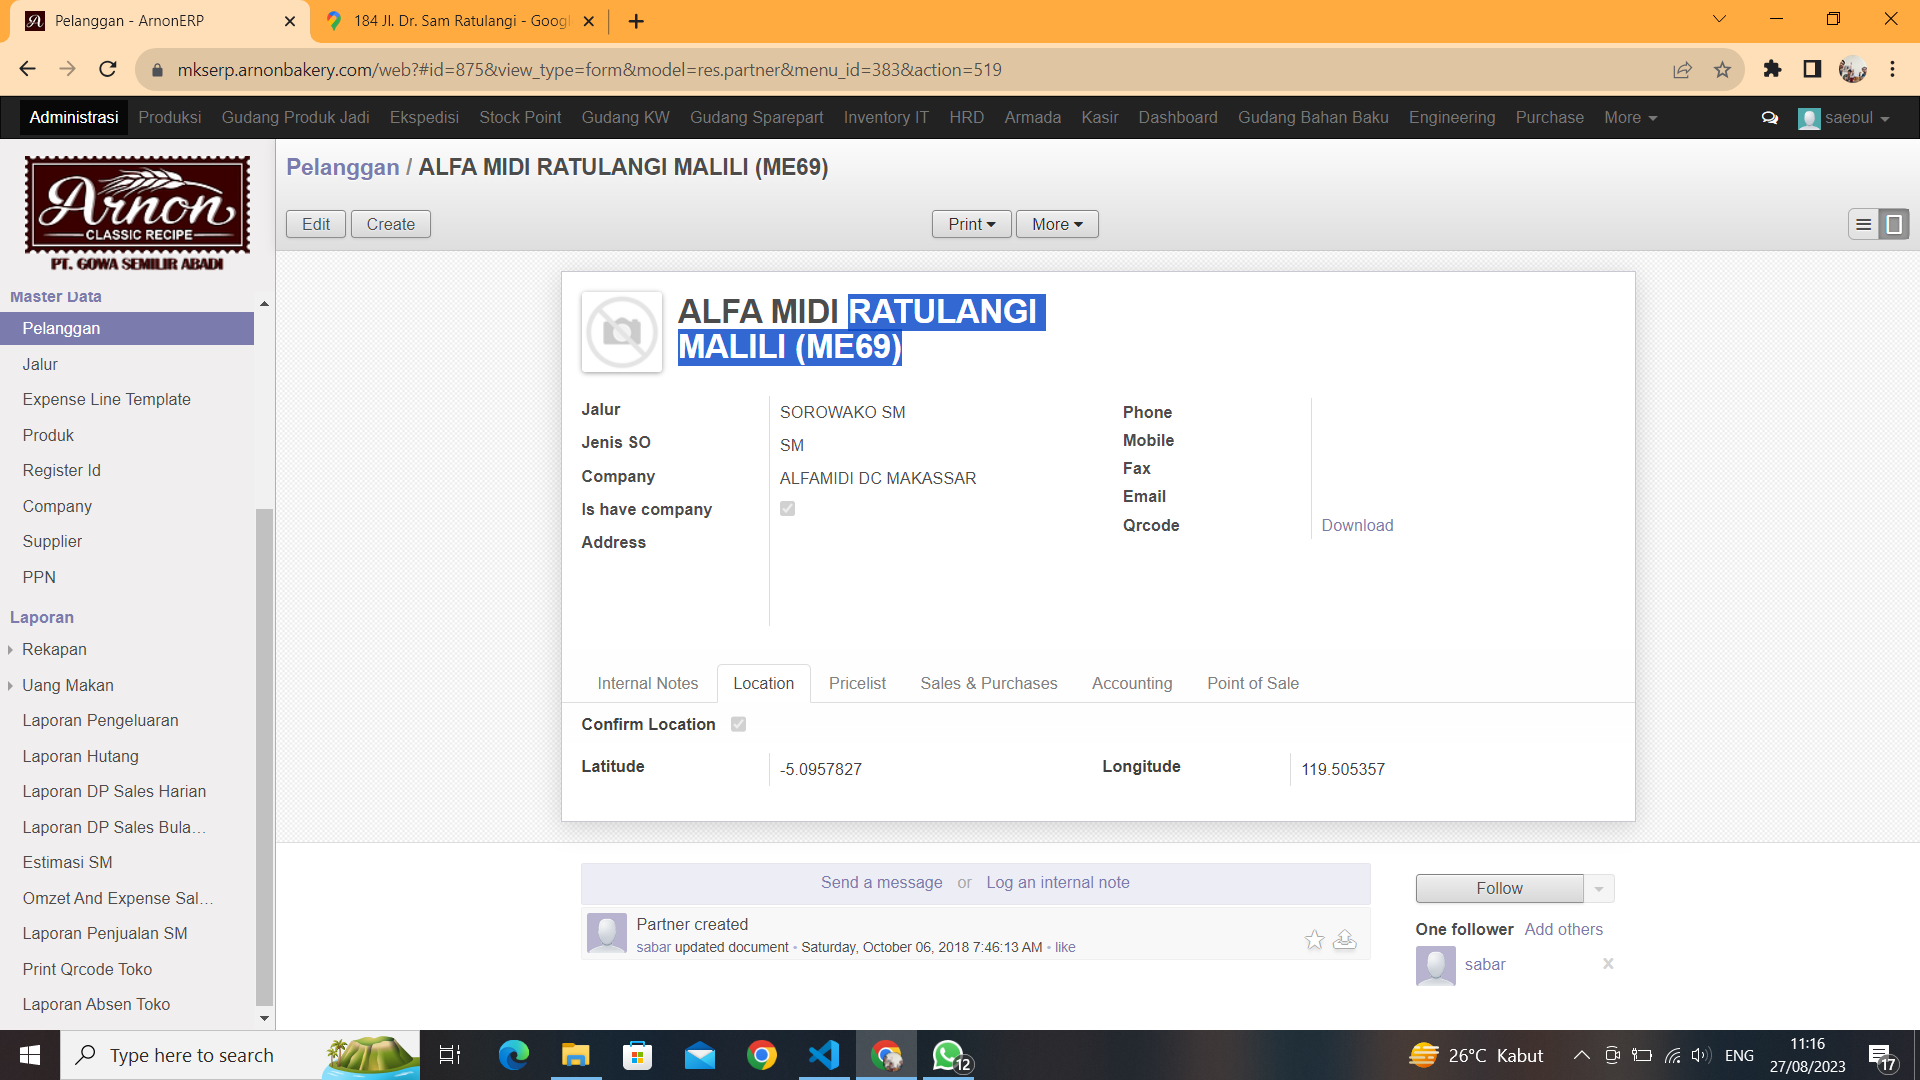 Pelanggan - ArnonERP
184 Jl. Dr. Sam Ratulangi - Goog
mkserp.arnonbakery.com/web?#id=875&view_type=form&model=res.partner&menu_id=383&action=519
Administrasi Produksi Gudang Produk Jadi Ekspedisi Stock Point Gudang KW Gudang Sparepart Inventory IT HRD Armada Kasir Dashboard Gudang Bahan Baku Engineering Purchase More saepul
Arnon
CLASSIC RECIPE
PT. GOWA SEMILIR ABADI
Master Data
Pelanggan
Jalur
Expense Line Template
Produk
Register Id
Company
Supplier
PPN
Laporan
Rekapan
Uang Makan
Laporan Pengeluaran
Laporan Hutang
Laporan DP Sales Harian
Laporan DP Sales Bula…
Estimasi SM
Omzet And Expense Sal…
Laporan Penjualan SM
Print Qrcode Toko
Laporan Absen Toko
Pelanggan / ALFA MIDI RATULANGI MALILI (ME69)
Edit Create Print More
ALFA MIDI RATULANGI
MALILI (ME69)
Jalur SOROWAKO SM
Jenis SO SM
Company ALFAMIDI DC MAKASSAR
Is have company
Address
Phone
Mobile
Fax
Email
Qrcode Download
Internal Notes Location Pricelist Sales & Purchases Accounting Point of Sale
Confirm Location
Latitude -5.0957827 Longitude 119.505357
Send a message or Log an internal note
Partner created
sabar updated document • Saturday, October 06, 2018 7:46:13 AM • like
Follow
One follower Add others
sabar
Type here to search
12
26°C Kabut
ENG
11:16
27/08/2023
17